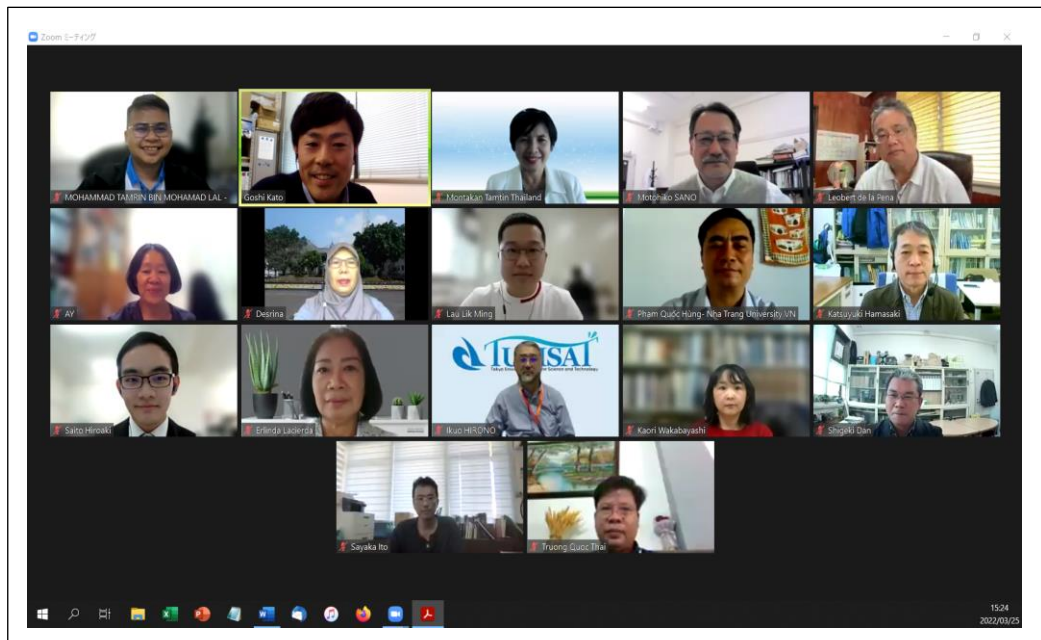 Zoom ミーティング
MOHAMMAD TAMRIN BIN MOHAMAD LAL -
Goshi Kato
Montakan Tamtin Thailand
Motohiko SANO
Leobert de la Pena
AY
Desrina
Lau Lik Ming
Phạm Quốc Hùng- Nha Trang University VN
Katsuyuki Hamasaki
Saito Hiroaki
Erlinda Lacierda
Ikuo HIRONO
Kaori Wakabayashi
Shigeki Dan
Sayaka Ito
Truong Quoc Thai
15:24
2022/03/25